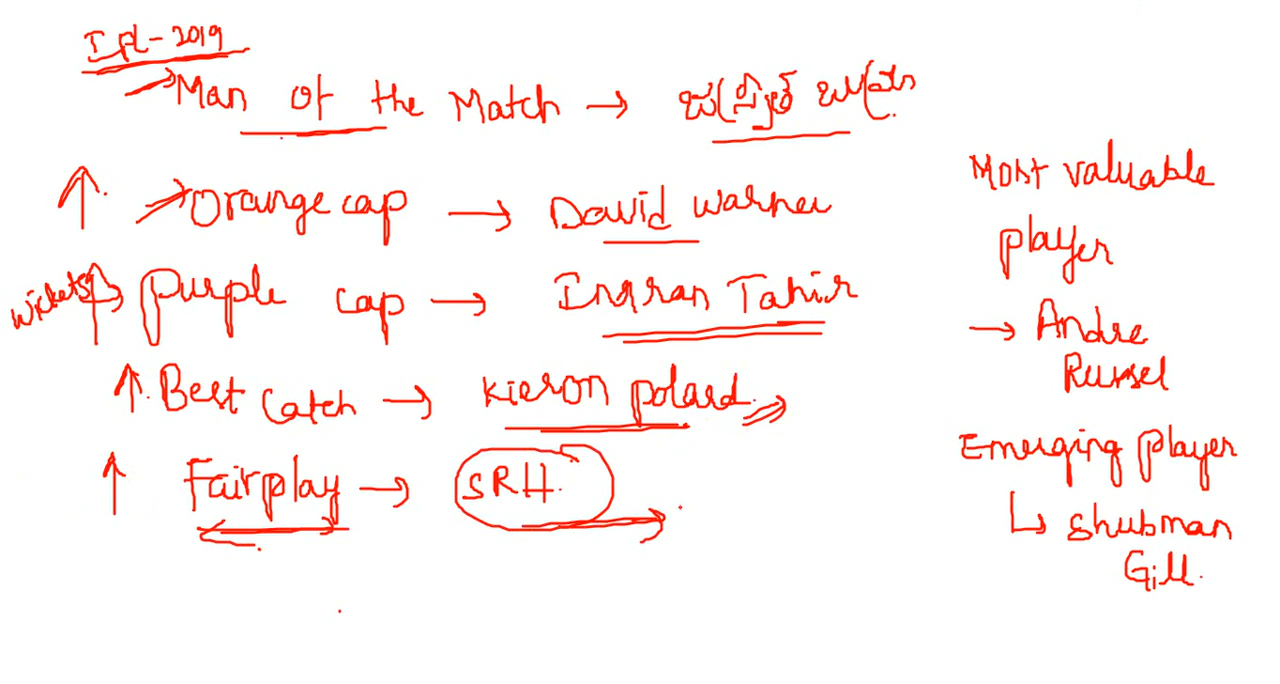 IPL-2019
Man of the Match →
Orange cap → David Warner
wickets Purple cap → Imran Tahir
Best Catch → Kieron polard
Fairplay → SRH.
Most valuable
player
→ Andre
Russel
Emerging player
↳ Shubman
Gill.